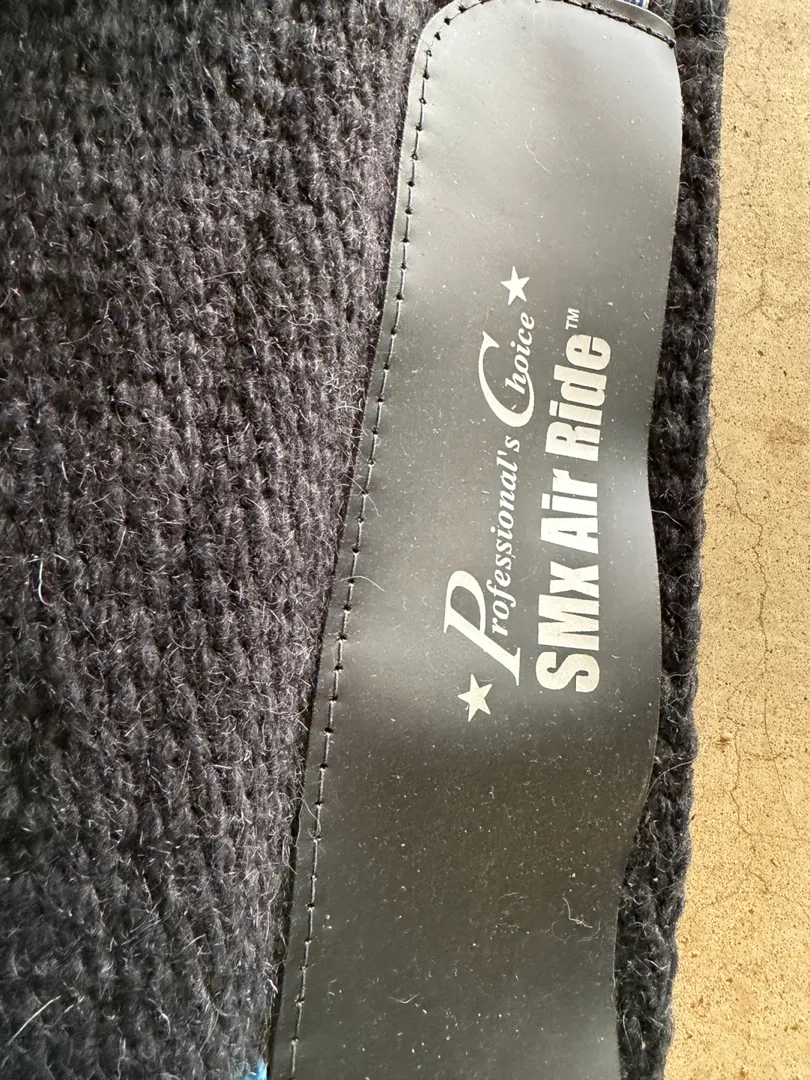 ★ Professional's Choice ★
SMx Air Ride™